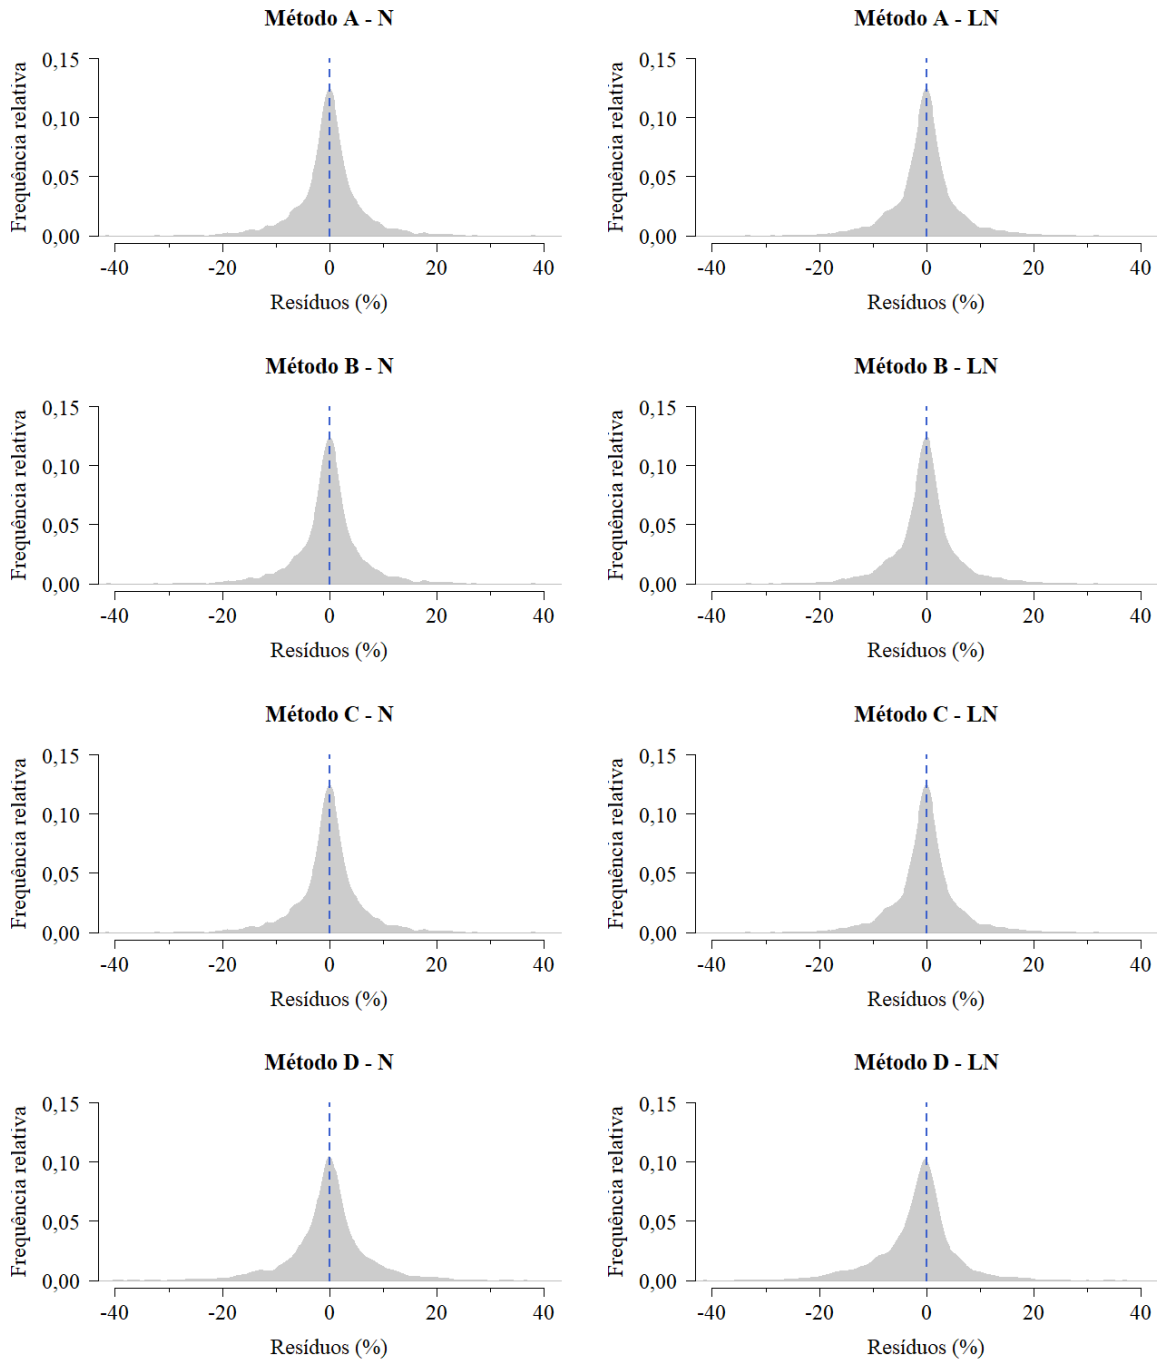 Método A - N
Frequência relativa
0,15
0,10
0,05
0,00
-40 -20 0 20 40
Resíduos (%)
Método A - LN
Frequência relativa
0,15
0,10
0,05
0,00
-40 -20 0 20 40
Resíduos (%)
Método B - N
Frequência relativa
0,15
0,10
0,05
0,00
-40 -20 0 20 40
Resíduos (%)
Método B - LN
Frequência relativa
0,15
0,10
0,05
0,00
-40 -20 0 20 40
Resíduos (%)
Método C - N
Frequência relativa
0,15
0,10
0,05
0,00
-40 -20 0 20 40
Resíduos (%)
Método C - LN
Frequência relativa
0,15
0,10
0,05
0,00
-40 -20 0 20 40
Resíduos (%)
Método D - N
Frequência relativa
0,15
0,10
0,05
0,00
-40 -20 0 20 40
Resíduos (%)
Método D - LN
Frequência relativa
0,15
0,10
0,05
0,00
-40 -20 0 20 40
Resíduos (%)